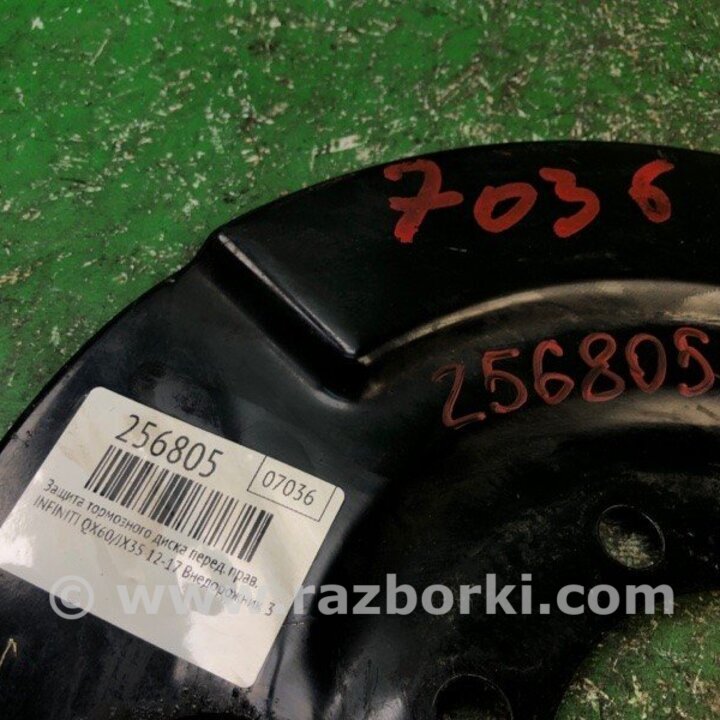 7036
256805
256805
07036
Защита тормозного диска перед. прав.
INFINITI QX60/JX35 12-17 Внедорожник 3
© www.razborki.com